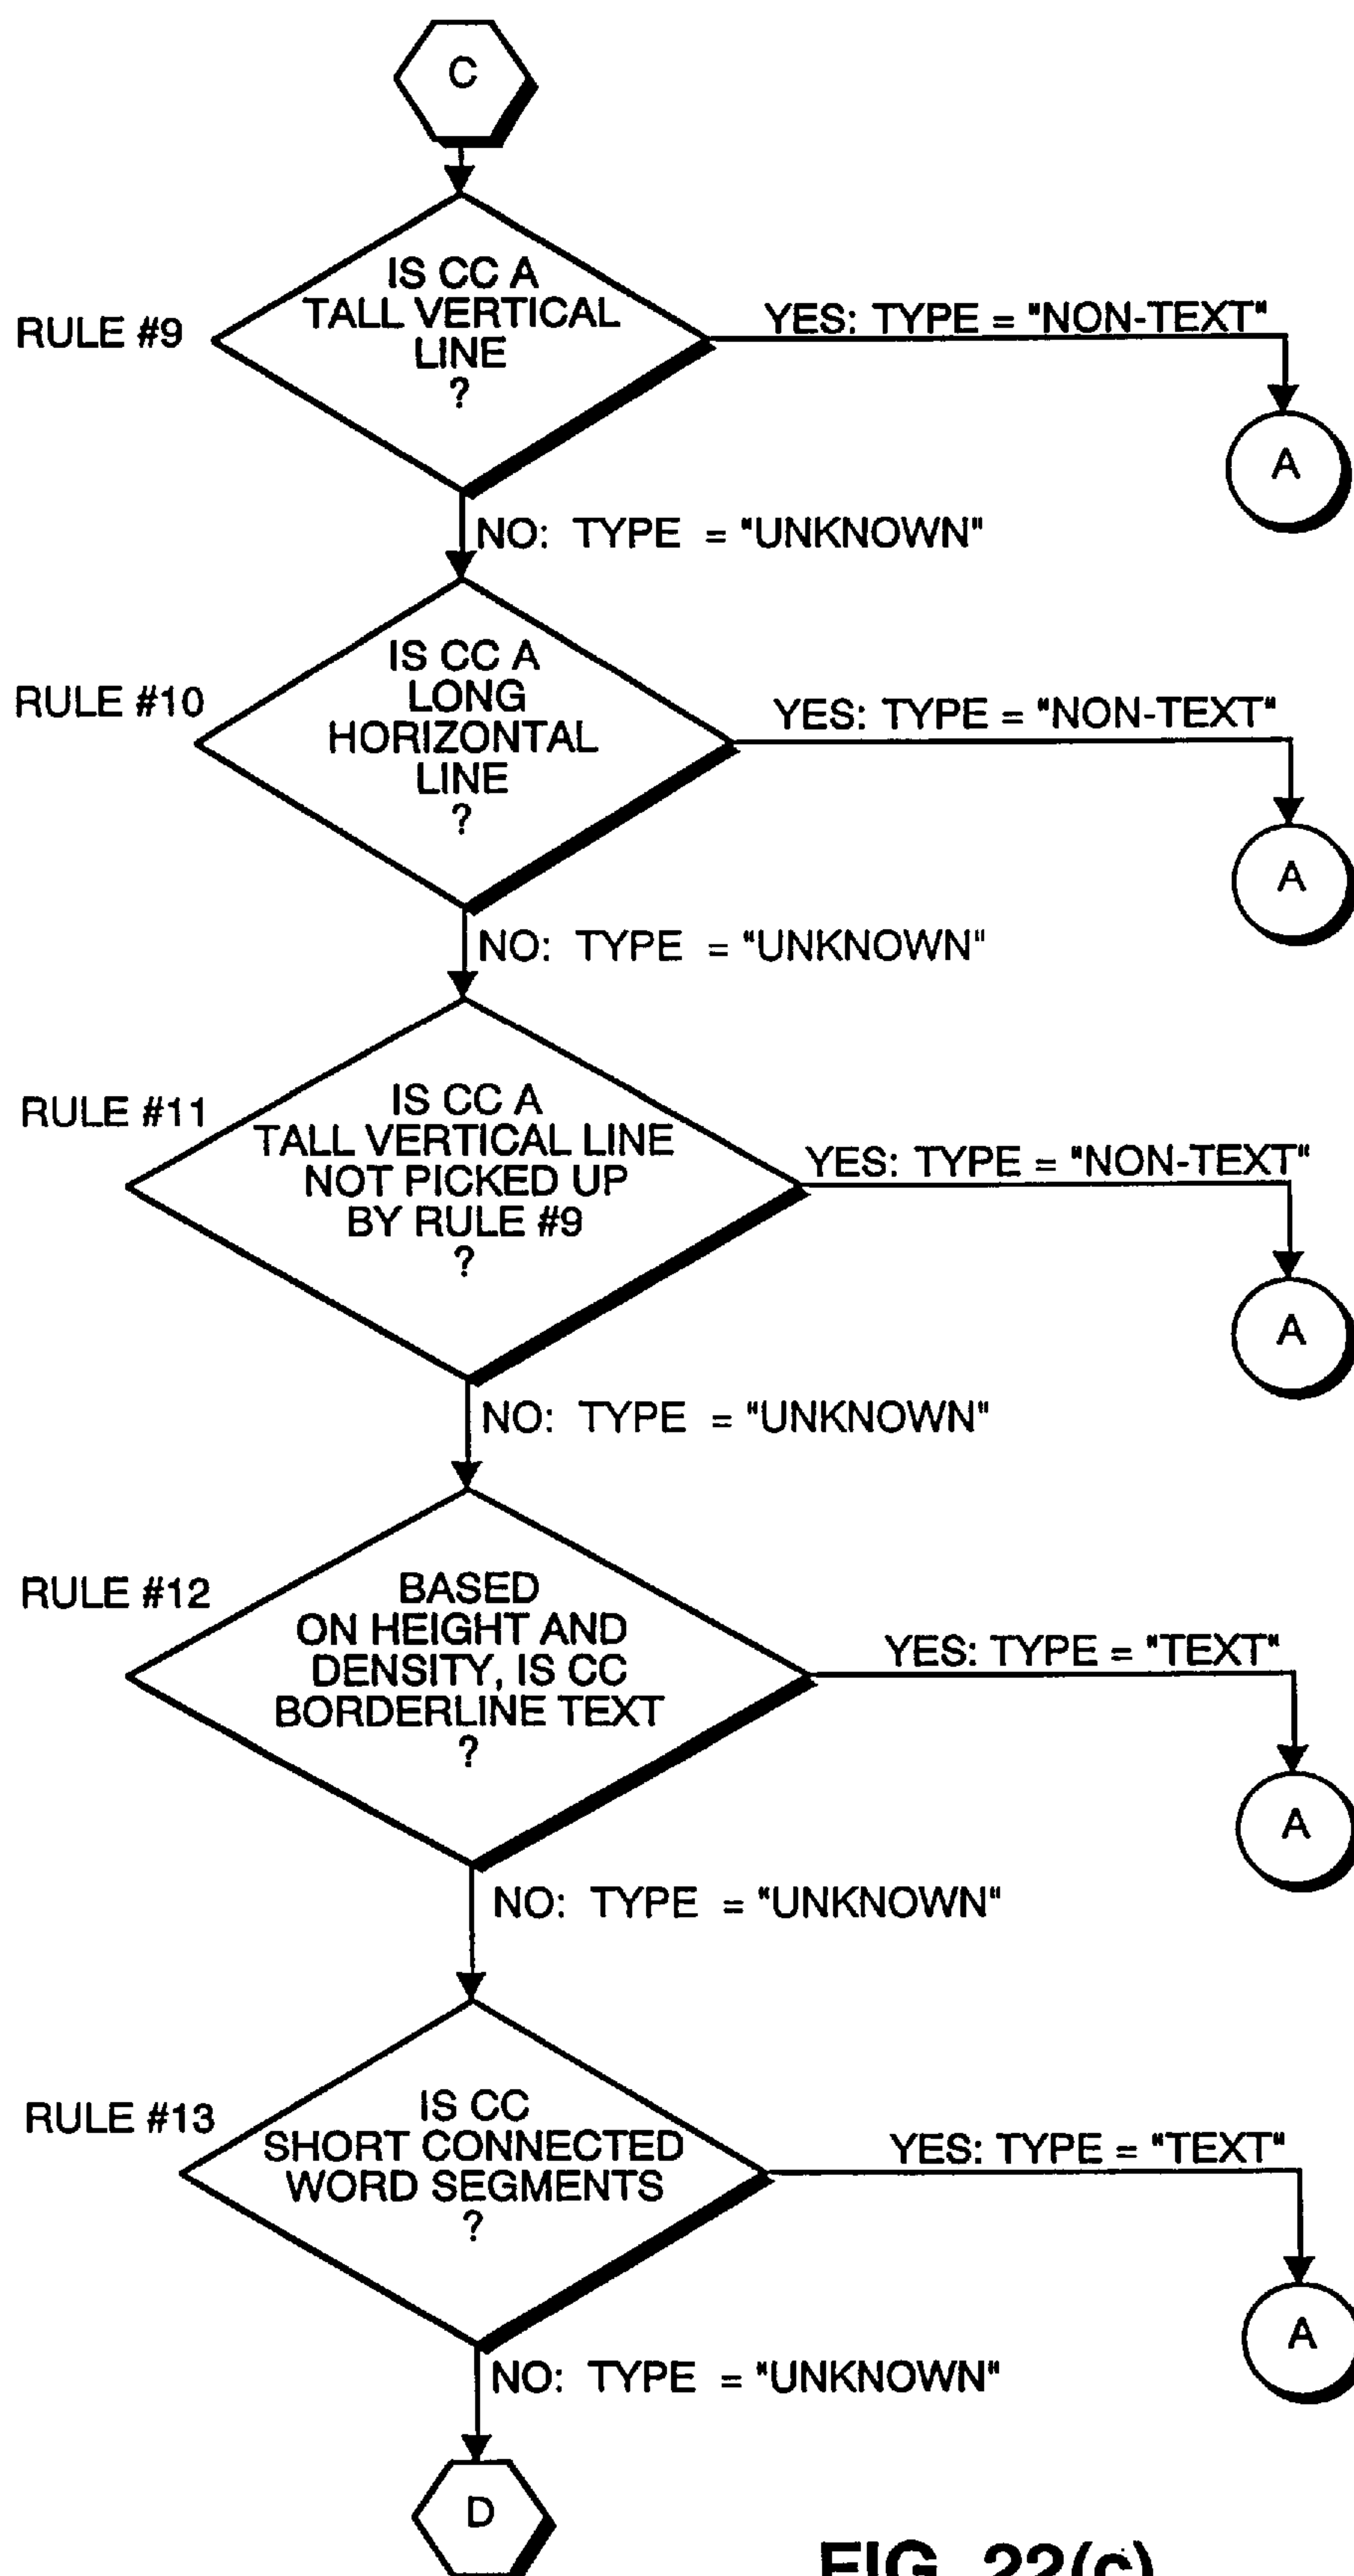 C
IS CC A
TALL VERTICAL
LINE
?
RULE #9
YES: TYPE = "NON-TEXT"
A
NO: TYPE = "UNKNOWN"
IS CC A
LONG
HORIZONTAL
LINE
?
RULE #10
YES: TYPE = "NON-TEXT"
A
NO: TYPE = "UNKNOWN"
IS CC A
TALL VERTICAL LINE
NOT PICKED UP
BY RULE #9
?
RULE #11
YES: TYPE = "NON-TEXT"
A
NO: TYPE = "UNKNOWN"
BASED
ON HEIGHT AND
DENSITY, IS CC
BORDERLINE TEXT
?
RULE #12
YES: TYPE = "TEXT"
A
NO: TYPE = "UNKNOWN"
IS CC
SHORT CONNECTED
WORD SEGMENTS
?
RULE #13
YES: TYPE = "TEXT"
A
NO: TYPE = "UNKNOWN"
D
FIG. 22(c)